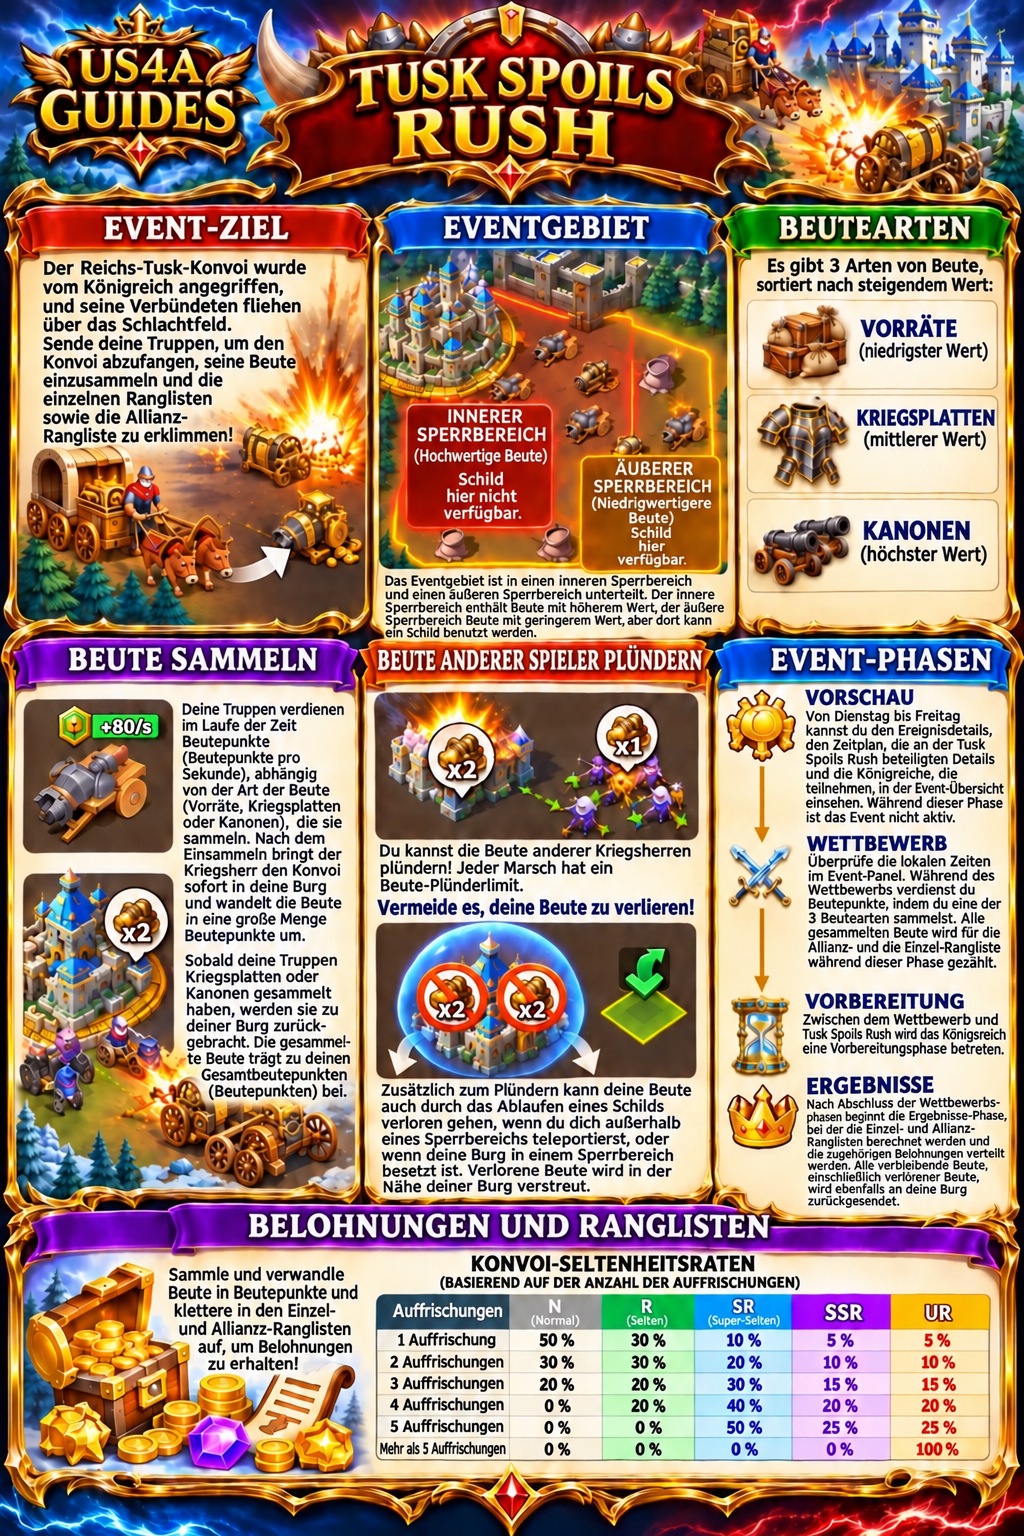 US4A
GUIDES
TUSK SPOILS
RUSH
EVENT-ZIEL
Der Reichs-Tusk-Konvoi wurde
vom Königreich angegriffen,
und seine Verbündeten fliehen
über das Schlachtfeld.
Sende deine Truppen, um den
Konvoi abzufangen, seine Beute
einzusammeln und die
einzelnen Ranglisten
sowie die Allianz-
Rangliste zu erklimmen!
EVENTGEBIET
INNERER
SPERRBEREICH
(Hochwertige Beute)
Schild
hier nicht
verfügbar.
ÄUßERER
SPERRBEREICH
(Niedrigwertigere
Beute)
Schild
hier
verfügbar.
Das Eventgebiet ist in einen inneren Sperrbereich
und einen äußeren Sperrbereich unterteilt. Der innere
Sperrbereich enthält Beute mit höherem Wert, der äußere
Sperrbereich Beute mit geringerem Wert, aber dort kann
ein Schild benutzt werden.
BEUTEARTEN
Es gibt 3 Arten von Beute,
sortiert nach steigendem Wert:
VORRÄTE
(niedrigster Wert)
KRIEGSPLATTEN
(mittlerer Wert)
KANONEN
(höchster Wert)
BEUTE SAMMELN
+80/s
Deine Truppen verdienen
im Laufe der Zeit
Beutepunkte
(Beutepunkte pro
Sekunde), abhängig
von der Art der Beute
(Vorräte, Kriegsplatten
oder Kanonen), die sie
sammeln. Nach dem
Einsammeln bringt der
Kriegsherr den Konvoi
sofort in deine Burg
und wandelt die Beute
in eine große Menge
Beutepunkte um.
x2
Sobald deine Truppen
Kriegsplatten oder
Kanonen gesammelt
haben, werden sie zu
deiner Burg zurück-
gebracht. Die gesammel-
te Beute trägt zu deinen
Gesamtbeutepunkten
(Beutepunkten) bei.
BEUTE ANDERER SPIELER PLÜNDERN
x2
x1
Du kannst die Beute anderer Kriegsherren
plündern! Jeder Marsch hat ein
Beute-Plünderlimit.
Vermeide es, deine Beute zu verlieren!
x2
x2
Zusätzlich zum Plündern kann deine Beute
auch durch das Ablaufen eines Schilds
verloren gehen, wenn du dich außerhalb
eines Sperrbereichs teleportierst, oder
wenn deine Burg in einem Sperrbereich
besetzt ist. Verlorene Beute wird in der
Nähe deiner Burg verstreut.
EVENT-PHASEN
VORSCHAU
Von Dienstag bis Freitag
kannst du den Ereignisdetails,
den Zeitplan, die an der Tusk
Spoils Rush beteiligten Details
und die Königreiche, die
teilnehmen, in der Event-Übersicht
einsehen. Während dieser Phase
ist das Event nicht aktiv.
WETTBEWERB
Überprüfe die lokalen Zeiten
im Event-Panel. Während des
Wettbewerbs verdienst du
Beutepunkte, indem du eine der
3 Beutearten sammelst. Alle
gesammelten Beute wird für die
Allianz- und die Einzel-Rangliste
während dieser Phase gezählt.
VORBEREITUNG
Zwischen dem Wettbewerb und
Tusk Spoils Rush wird das Königsreich
eine Vorbereitungsphase betreten.
ERGEBNISSE
Nach Abschluss der Wettbewerbs-
phasen beginnt die Ergebnisse-Phase,
bei der die Einzel- und Allianz-
Ranglisten berechnet werden und
die zugehörigen Belohnungen verteilt
werden. Alle verbleibende Beute,
einschließlich verlorener Beute,
wird ebenfalls an deine Burg
zurückgesendet.
BELOHNUNGEN UND RANGLISTEN
Sammle und verwandle
Beute in Beutepunkte und
klettere in den Einzel-
und Allianzz-Ranglisten
auf, um Belohnungen
zu erhalten!
KONVOI-SELTENHEITSRATEN
(BASIEREND AUF DER ANZAHL DER AUFFRISCHUNGEN)
Auffrischungen N (Normal) R (Selten) SR (Super-Selten) SSR UR
1 Auffrischung 50 % 30 % 10 % 5 % 5 %
2 Auffrischungen 30 % 30 % 20 % 10 % 10 %
3 Auffrischungen 20 % 20 % 30 % 15 % 15 %
4 Auffrischungen 0 % 20 % 40 % 20 % 20 %
5 Auffrischungen 0 % 0 % 50 % 25 % 25 %
Mehr als 5 Auffrischungen 0 % 0 % 0 % 0 % 100 %